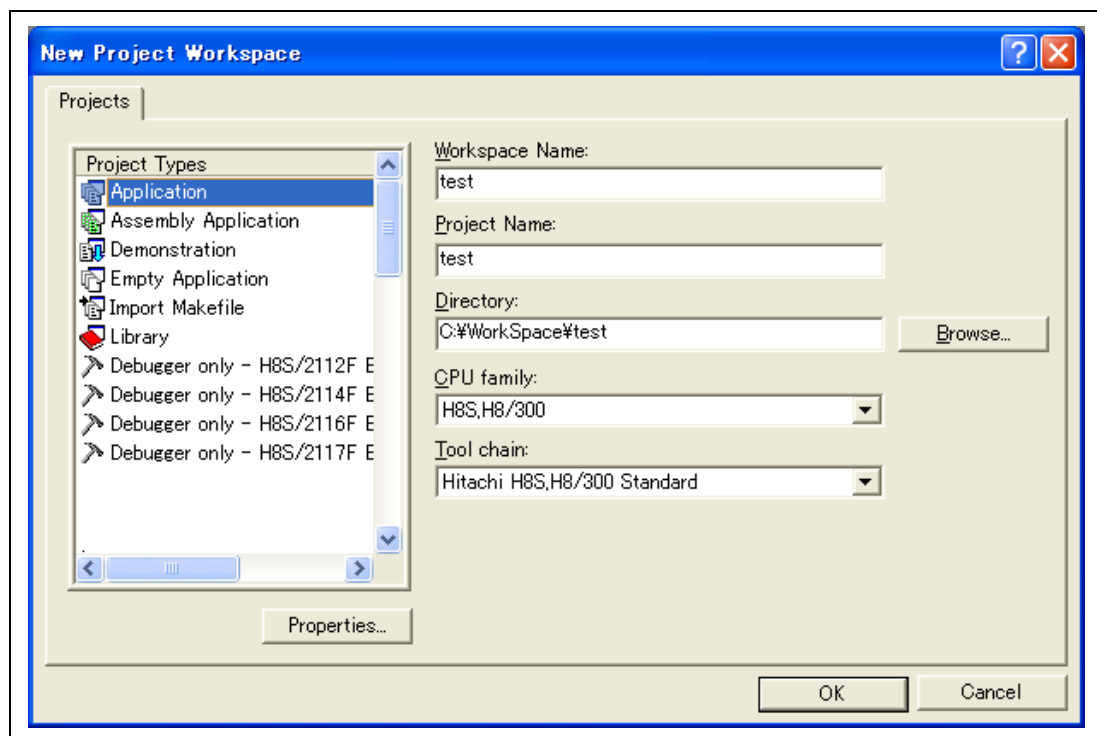 New Project Workspace
Projects
Project Types
Application
Assembly Application
Demonstration
Empty Application
Import Makefile
Library
Debugger only - H8S/2112F E
Debugger only - H8S/2114F E
Debugger only - H8S/2116F E
Debugger only - H8S/2117F E
Properties...
Workspace Name:
test
Project Name:
test
Directory:
C:¥WorkSpace¥test
Browse...
CPU family:
H8S,H8/300
Tool chain:
Hitachi H8S,H8/300 Standard
OK
Cancel